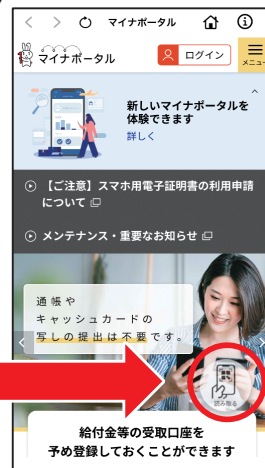 マイナポータル
マイナポータル
ログイン
メニュー
新しいマイナポータルを
体験できます
詳しく
【ご注意】スマホ用電子証明書の利用申請
について
メンテナンス・重要なお知らせ
通帳や
キャッシュカードの
写しの提出は不要です。
読み取る
給付金等の受取口座を
予め登録しておくことができます